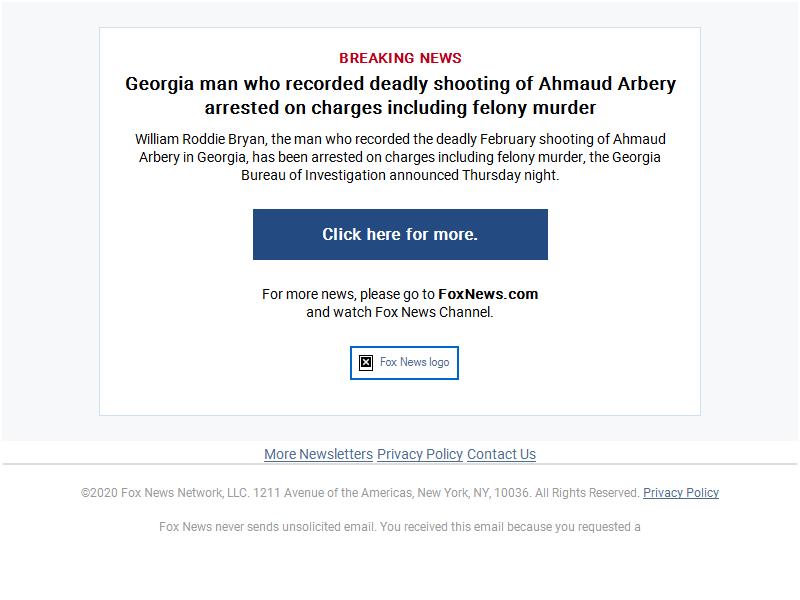 BREAKING NEWS
Georgia man who recorded deadly shooting of Ahmaud Arbery
arrested on charges including felony murder
William Roddie Bryan, the man who recorded the deadly February shooting of Ahmaud
Arbery in Georgia, has been arrested on charges including felony murder, the Georgia
Bureau of Investigation announced Thursday night.
Click here for more.
For more news, please go to FoxNews.com
and watch Fox News Channel.
Fox News logo
More Newsletters Privacy Policy Contact Us
©2020 Fox News Network, LLC. 1211 Avenue of the Americas, New York, NY, 10036. All Rights Reserved. Privacy Policy
Fox News never sends unsolicited email. You received this email because you requested a